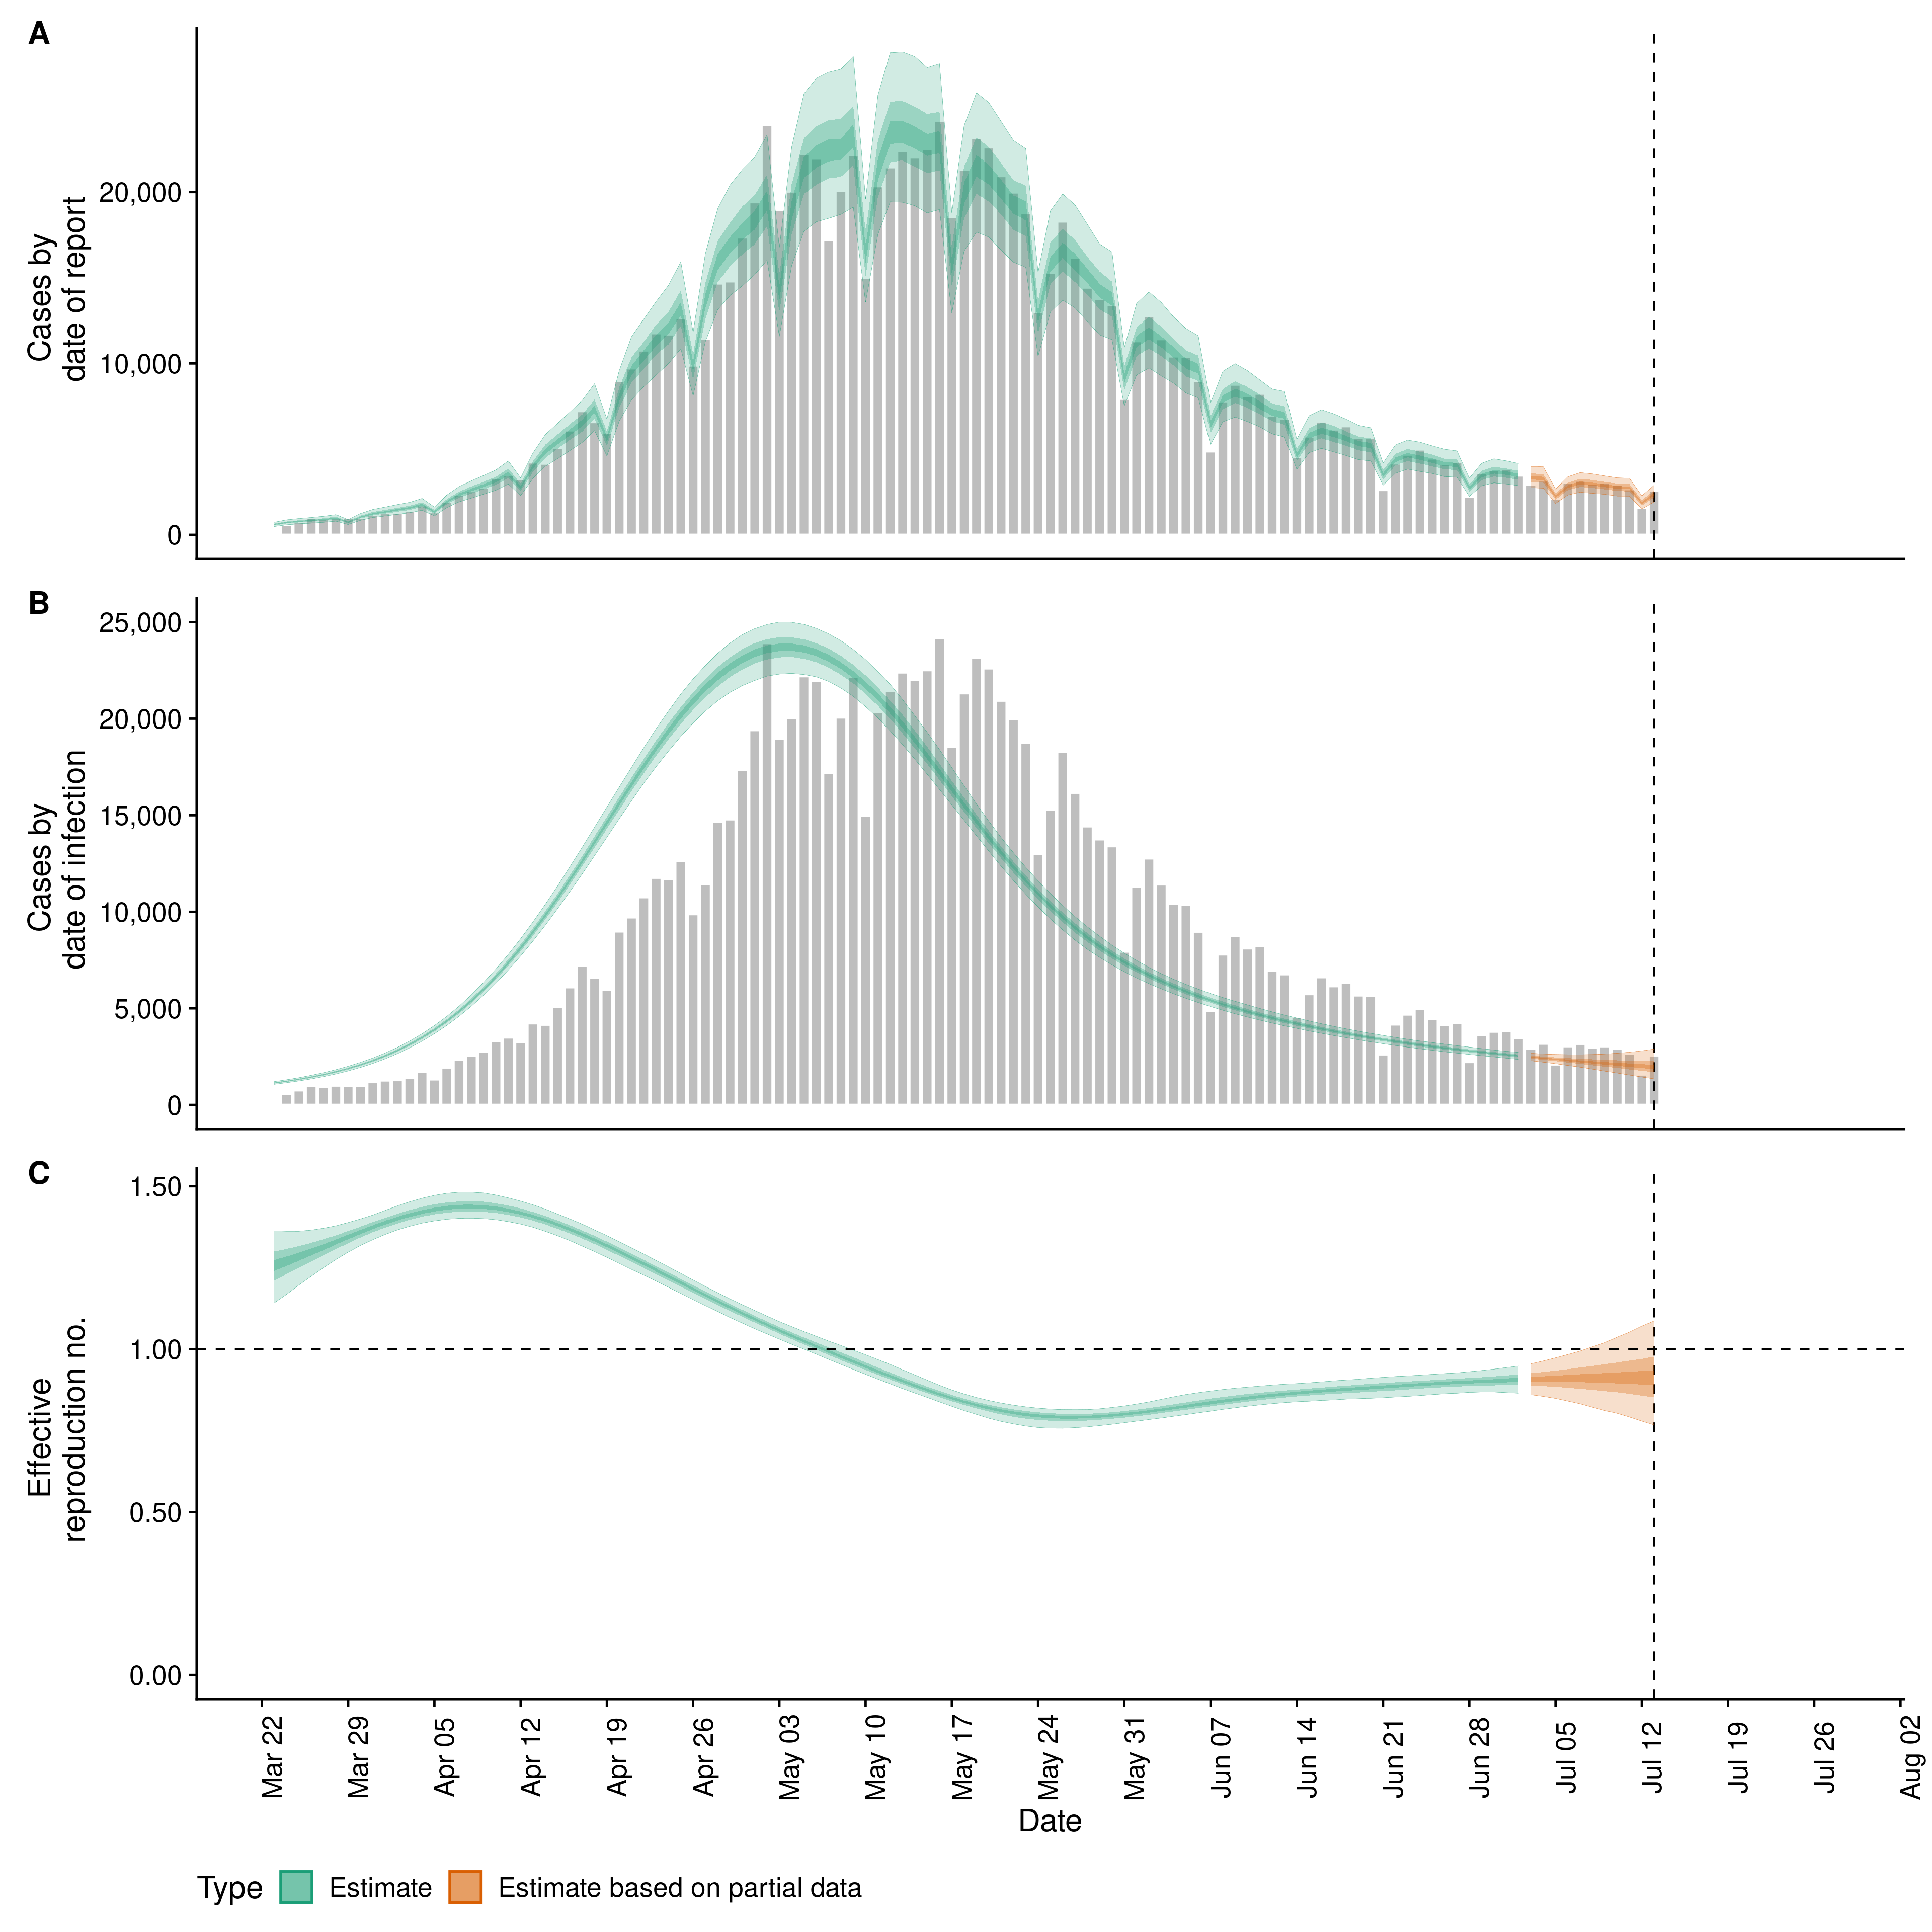 A
Cases by
date of report
20,000
10,000
0
B
Cases by
date of infection
25,000
20,000
15,000
10,000
5,000
0
C
Effective
reproduction no.
1.50
1.00
0.50
0.00
Mar 22
Mar 29
Apr 05
Apr 12
Apr 19
Apr 26
May 03
May 10
May 17
May 24
May 31
Jun 07
Jun 14
Jun 21
Jun 28
Jul 05
Jul 12
Jul 19
Jul 26
Aug 02
Date
Type Estimate Estimate based on partial data